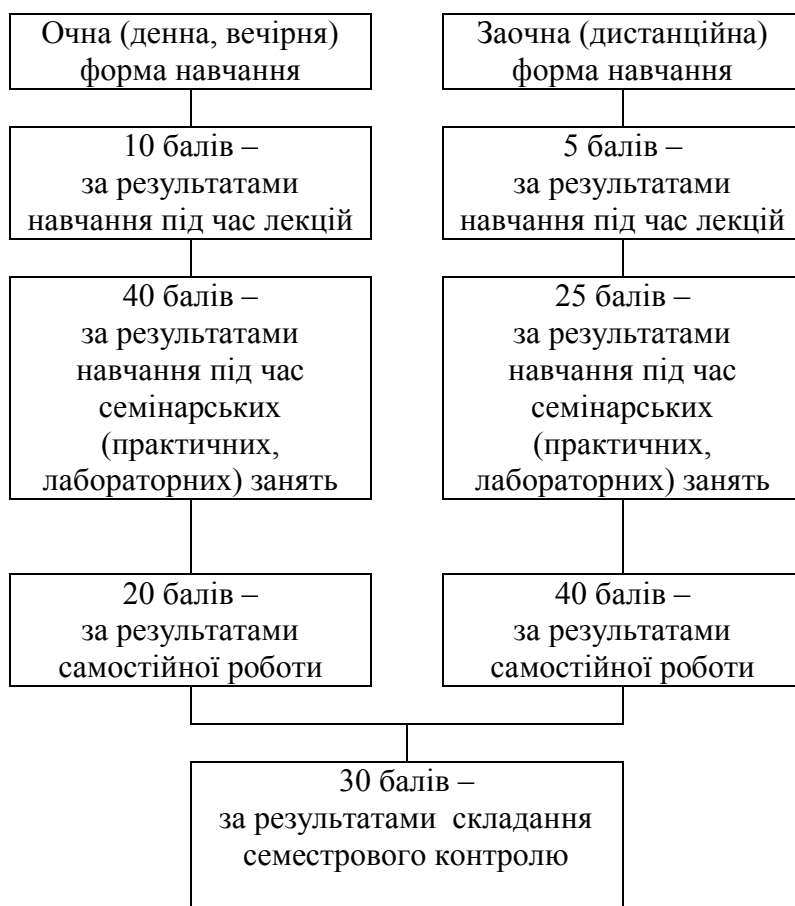 Очна (денна, вечірня)
форма навчання
Заочна (дистанційна)
форма навчання
10 балів –
за результатами
навчання під час лекцій
5 балів –
за результатами
навчання під час лекцій
40 балів –
за результатами
навчання під час
семінарських
(практичних,
лабораторних) занять
25 балів –
за результатами
навчання під час
семінарських
(практичних,
лабораторних) занять
20 балів –
за результатами
самостійної роботи
40 балів –
за результатами
самостійної роботи
30 балів –
за результатами складання
семестрового контролю